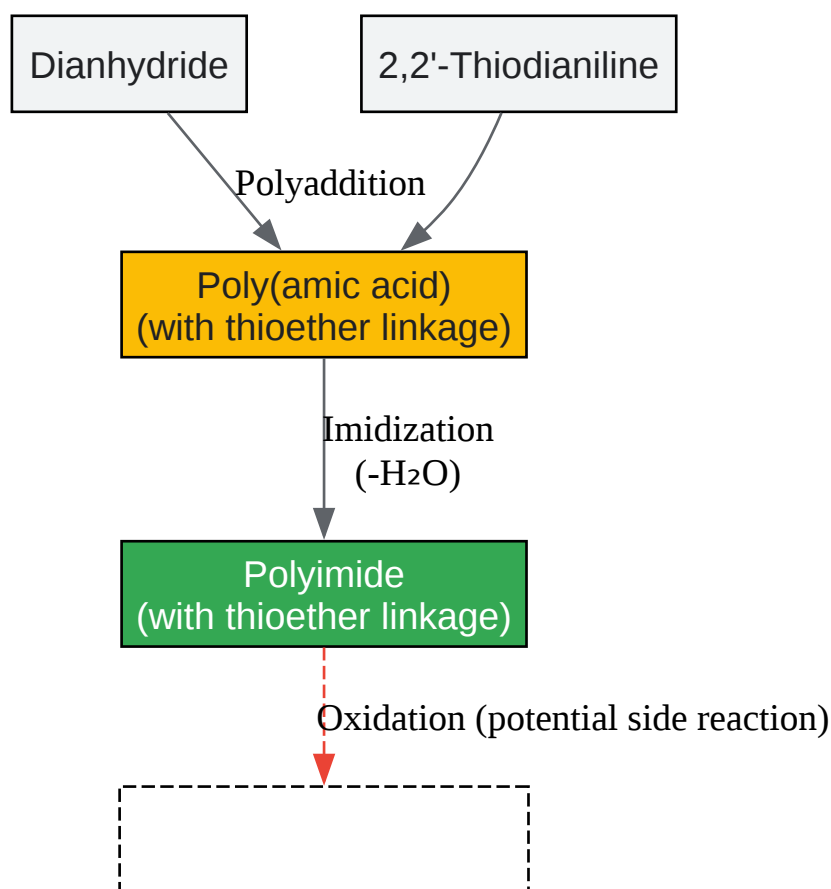 Dianhydride
2,2'-Thiodianiline
Polyaddition
Poly(amic acid)
(with thioether linkage)
Imidization
(-H₂O)
Polyimide
(with thioether linkage)
Oxidation (potential side reaction)